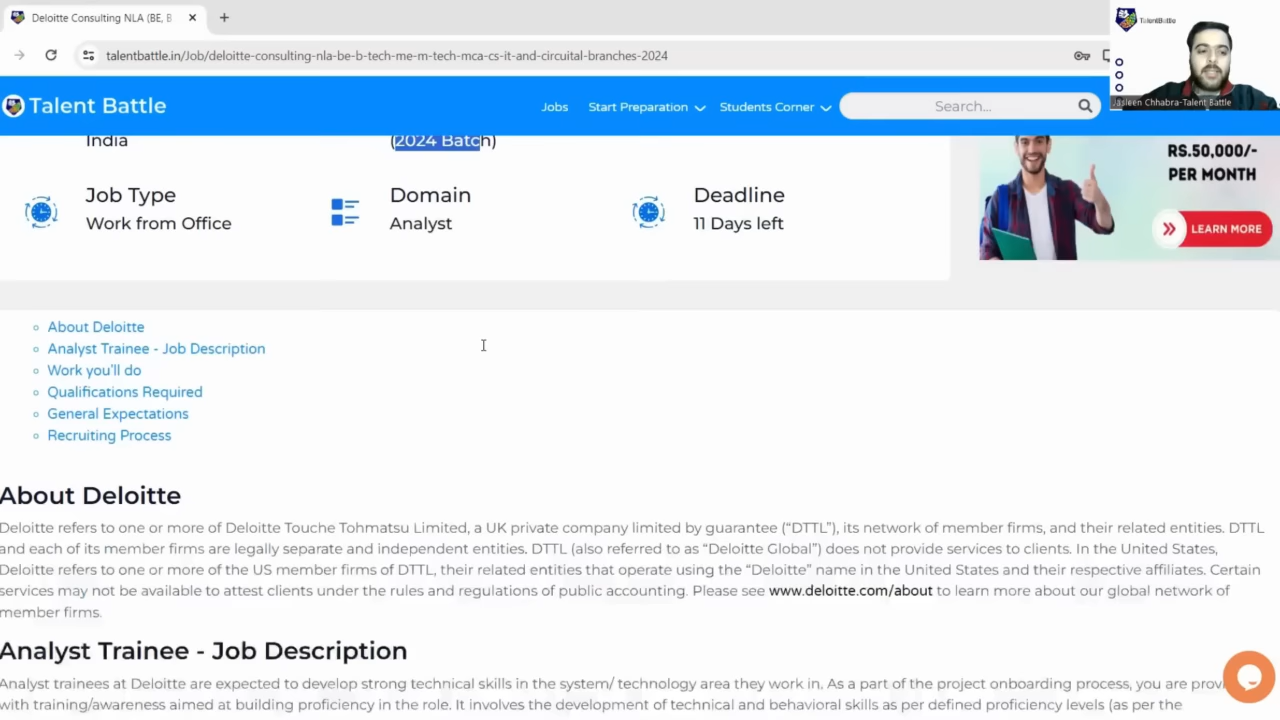 Deloitte Consulting NLA (BE, B
talentbattle.in/Job/deloitte-consulting-nla-be-b-tech-me-m-tech-mca-cs-it-and-circuital-branches-2024
TalentBattle
Jasleen Chhabra-Talent Battle
Talent Battle
Jobs
Start Preparation
Students Corner
Search...
India
(2024 Batch)
RS.50,000/-
PER MONTH
LEARN MORE
Job Type
Work from Office
Domain
Analyst
Deadline
11 Days left
About Deloitte
Analyst Trainee - Job Description
Work you'll do
Qualifications Required
General Expectations
Recruiting Process
About Deloitte
Deloitte refers to one or more of Deloitte Touche Tohmatsu Limited, a UK private company limited by guarantee (“DTTL”), its network of member firms, and their related entities. DTTL
and each of its member firms are legally separate and independent entities. DTTL (also referred to as “Deloitte Global”) does not provide services to clients. In the United States,
Deloitte refers to one or more of the US member firms of DTTL, their related entities that operate using the “Deloitte” name in the United States and their respective affiliates. Certain
services may not be available to attest clients under the rules and regulations of public accounting. Please see www.deloitte.com/about to learn more about our global network of
member firms.
Analyst Trainee - Job Description
Analyst trainees at Deloitte are expected to develop strong technical skills in the system/ technology area they work in. As a part of the project onboarding process, you are provi
with training/awareness aimed at building proficiency in the role. It involves the development of technical and behavioral skills as per defined proficiency levels (as per the